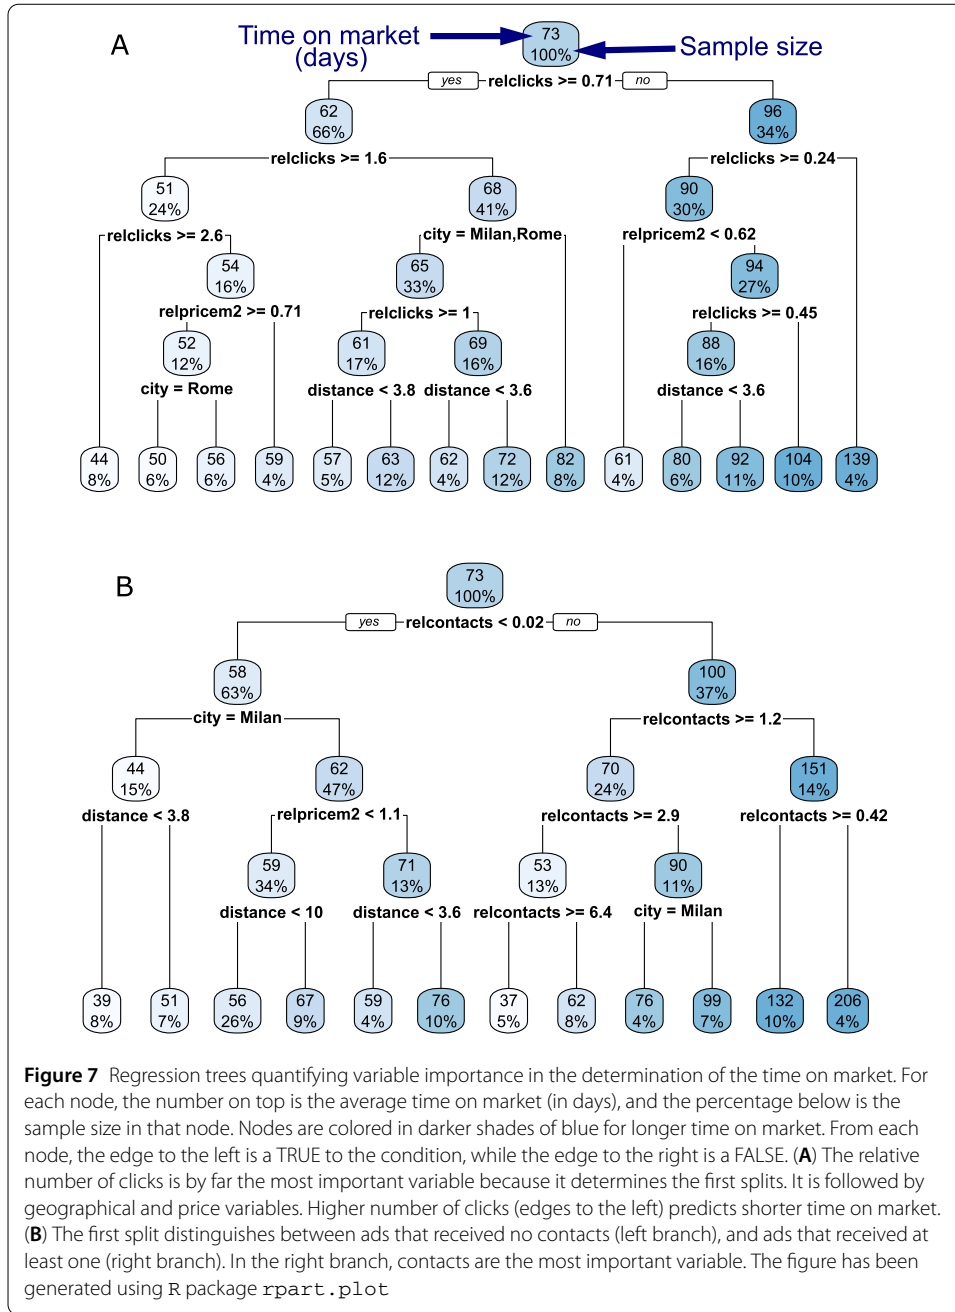 A
Time on market
(days)
73
100%
Sample size
yes relclicks >= 0.71 no
62
66%
96
34%
relclicks >= 1.6
relclicks >= 0.24
51
24%
68
41%
90
30%
relclicks >= 2.6
city = Milan,Rome
relpricem2 < 0.62
54
16%
65
33%
94
27%
relpricem2 >= 0.71
relclicks >= 1
relclicks >= 0.45
52
12%
61
17%
69
16%
88
16%
city = Rome
distance < 3.8
distance < 3.6
distance < 3.6
44
8%
50
6%
56
6%
59
4%
57
5%
63
12%
62
4%
72
12%
82
8%
61
4%
80
6%
92
11%
104
10%
139
4%
B
73
100%
yes relcontacts < 0.02 no
58
63%
100
37%
city = Milan
relcontacts >= 1.2
44
15%
62
47%
70
24%
151
14%
distance < 3.8
relpricem2 < 1.1
relcontacts >= 2.9
relcontacts >= 0.42
59
34%
71
13%
53
13%
90
11%
distance < 10
distance < 3.6
relcontacts >= 6.4
city = Milan
39
8%
51
7%
56
26%
67
9%
59
4%
76
10%
37
5%
62
8%
76
4%
99
7%
132
10%
206
4%
Figure 7 Regression trees quantifying variable importance in the determination of the time on market. For
each node, the number on top is the average time on market (in days), and the percentage below is the
sample size in that node. Nodes are colored in darker shades of blue for longer time on market. From each
node, the edge to the left is a TRUE to the condition, while the edge to the right is a FALSE. (A) The relative
number of clicks is by far the most important variable because it determines the first splits. It is followed by
geographical and price variables. Higher number of clicks (edges to the left) predicts shorter time on market.
(B) The first split distinguishes between ads that received no contacts (left branch), and ads that received at
least one (right branch). In the right branch, contacts are the most important variable. The figure has been
generated using R package rpart.plot